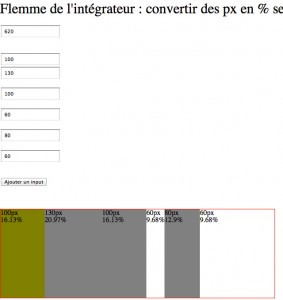 Flemme de l'intégrateur : convertir des px en % se
620
100
130
100
60
80
60
Ajouter un input
100px 130px 100px 60px 80px 60px
16.13% 20.97% 16.13% 9.68% 12.9% 9.68%